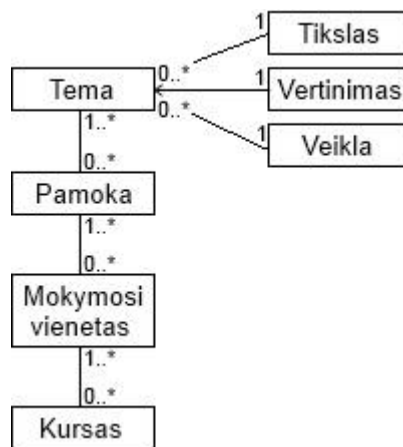 1
Tikslas
0..*
Tema
1
Vertinimas
0..*
1
Veikla
1..*
0..*
Pamoka
1..*
0..*
Mokymosi
vienetas
1..*
0..*
Kursas